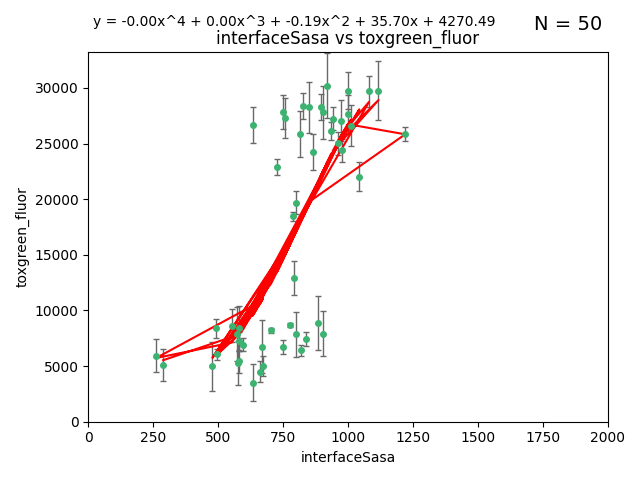 y = -0.00x^4 + 0.00x^3 + -0.19x^2 + 35.70x + 4270.49
N = 50
interfaceSasa vs toxgreen_fluor
30000
25000
20000
15000
10000
5000
0
toxgreen_fluor
0 250 500 750 1000 1250 1500 1750 2000
interfaceSasa